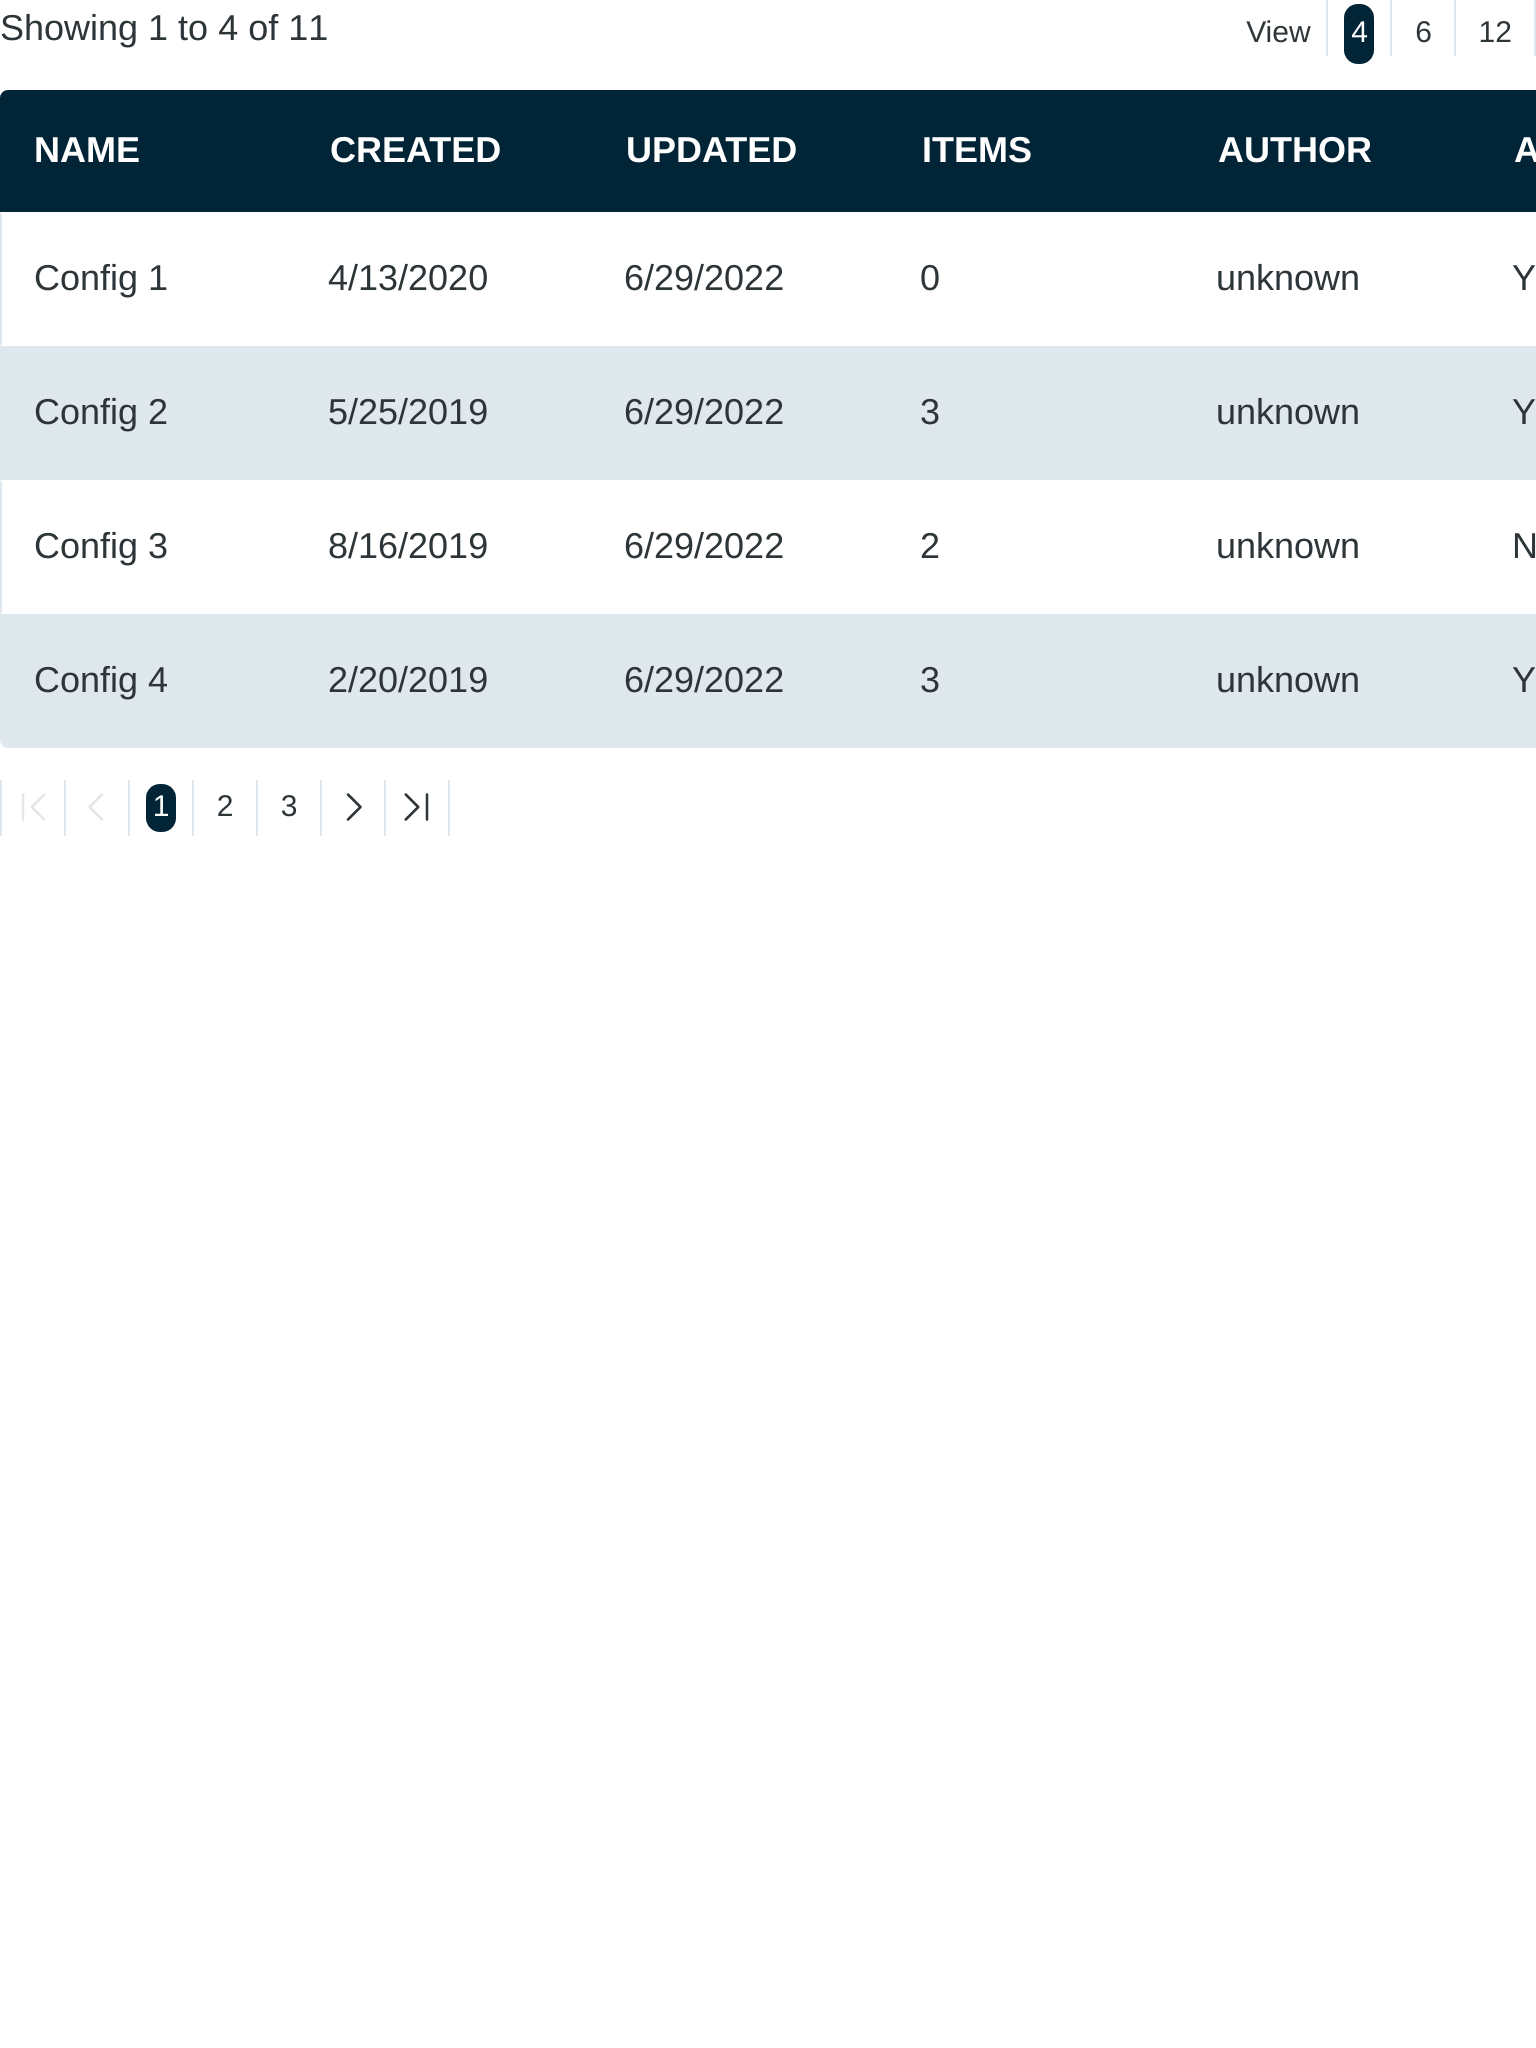 Showing 1 to 4 of 11 View 4 6 12
NAME CREATED UPDATED ITEMS AUTHOR
Config 1 4/13/2020 6/29/2022 0 unknown
Config 2 5/25/2019 6/29/2022 3 unknown
Config 3 8/16/2019 6/29/2022 2 unknown
Config 4 2/20/2019 6/29/2022 3 unknown
1 2 3